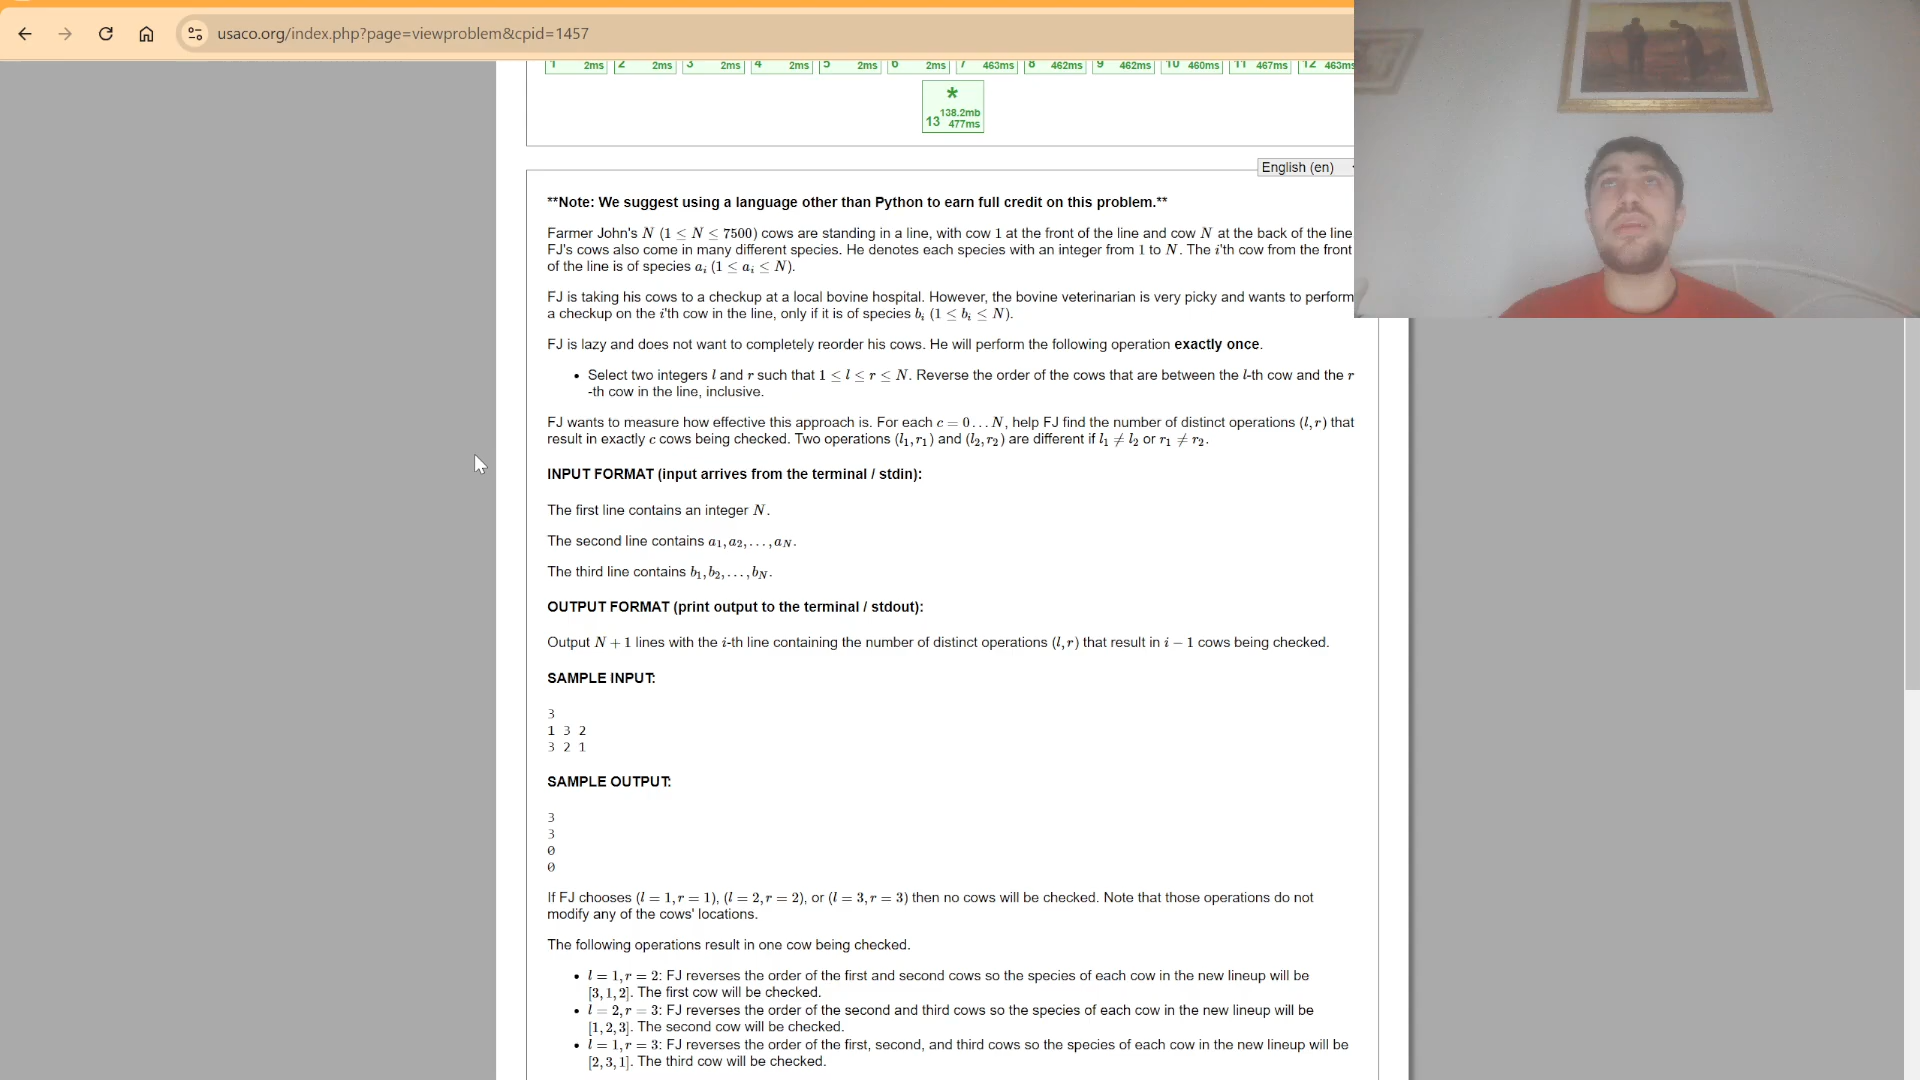 usaco.org/index.php?page=viewproblem&cpid=1457
1 2ms 2 2ms 3 2ms 4 2ms 5 2ms 6 2ms 7 463ms 8 462ms 9 462ms 10 460ms 11 467ms 12 463ms
*
138.2mb
13 477ms
English (en)
**Note: We suggest using a language other than Python to earn full credit on this problem.**
Farmer John's N (1 ≤ N ≤ 7500) cows are standing in a line, with cow 1 at the front of the line and cow N at the back of the line
FJ's cows also come in many different species. He denotes each species with an integer from 1 to N. The i'th cow from the front
of the line is of species aᵢ (1 ≤ aᵢ ≤ N).
FJ is taking his cows to a checkup at a local bovine hospital. However, the bovine veterinarian is very picky and wants to perform
a checkup on the i'th cow in the line, only if it is of species bᵢ (1 ≤ bᵢ ≤ N).
FJ is lazy and does not want to completely reorder his cows. He will perform the following operation exactly once.
• Select two integers l and r such that 1 ≤ l ≤ r ≤ N. Reverse the order of the cows that are between the l-th cow and the r
-th cow in the line, inclusive.
FJ wants to measure how effective this approach is. For each c = 0…N, help FJ find the number of distinct operations (l, r) that
result in exactly c cows being checked. Two operations (l₁, r₁) and (l₂, r₂) are different if l₁ ≠ l₂ or r₁ ≠ r₂.
INPUT FORMAT (input arrives from the terminal / stdin):
The first line contains an integer N.
The second line contains a₁, a₂, …, a_N.
The third line contains b₁, b₂, …, b_N.
OUTPUT FORMAT (print output to the terminal / stdout):
Output N + 1 lines with the i-th line containing the number of distinct operations (l, r) that result in i − 1 cows being checked.
SAMPLE INPUT:
3
1 3 2
3 2 1
SAMPLE OUTPUT:
3
3
0
0
If FJ chooses (l = 1, r = 1), (l = 2, r = 2), or (l = 3, r = 3) then no cows will be checked. Note that those operations do not
modify any of the cows' locations.
The following operations result in one cow being checked.
• l = 1, r = 2: FJ reverses the order of the first and second cows so the species of each cow in the new lineup will be
[3, 1, 2]. The first cow will be checked.
• l = 2, r = 3: FJ reverses the order of the second and third cows so the species of each cow in the new lineup will be
[1, 2, 3]. The second cow will be checked.
• l = 1, r = 3: FJ reverses the order of the first, second, and third cows so the species of each cow in the new lineup will be
[2, 3, 1]. The third cow will be checked.